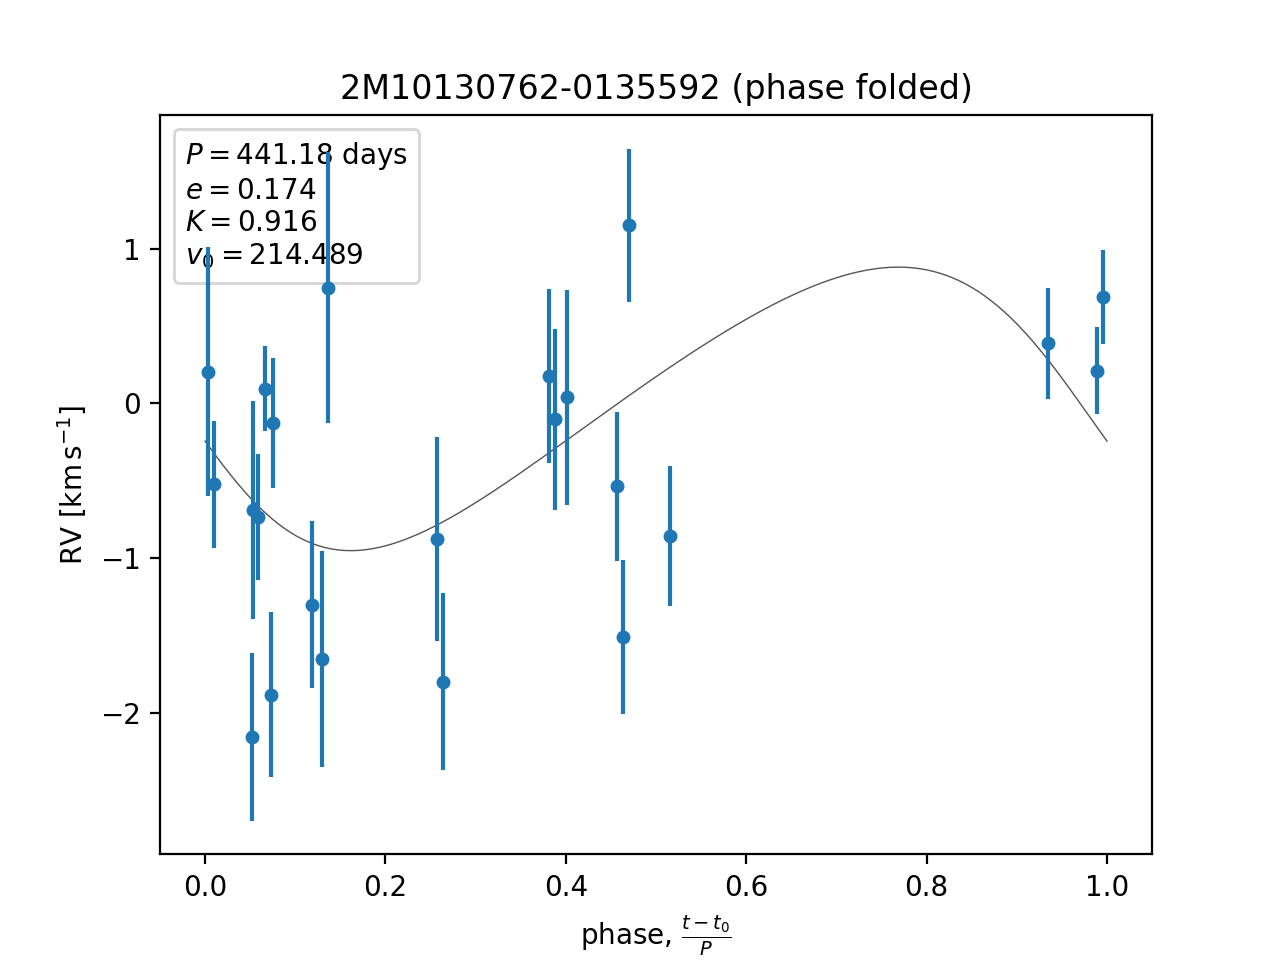 2M10130762-0135592 (phase folded)
P = 441.18 days
e = 0.174
K = 0.916
v₀ = 214.489
1
0
−1
−2
RV [km s⁻¹]
0.0 0.2 0.4 0.6 0.8 1.0
phase, (t − t₀)/P